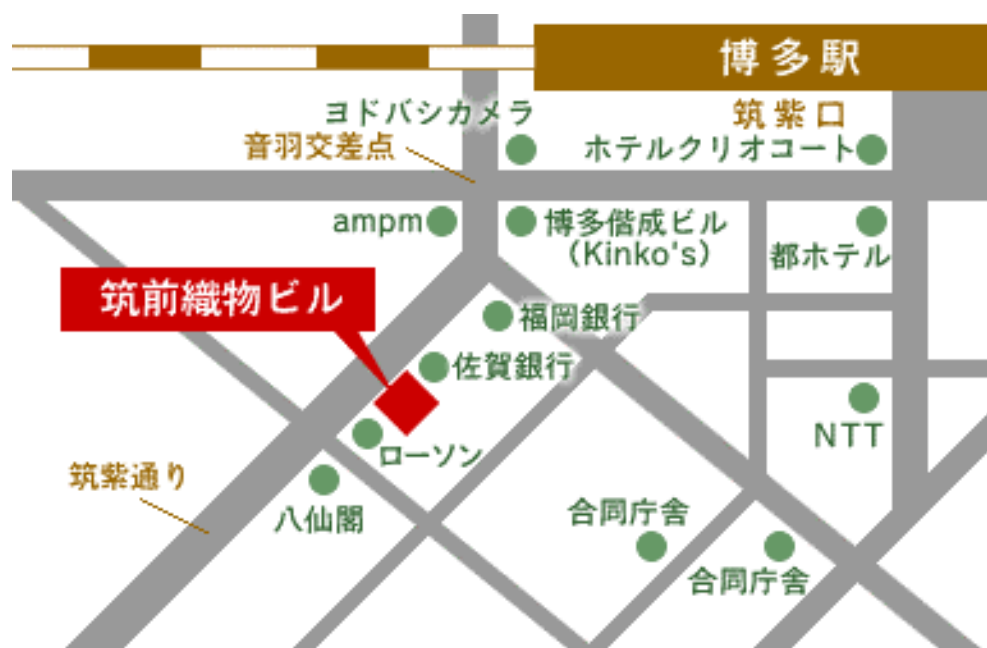 博多駅
筑紫口
ヨドバシカメラ
音羽交差点
ホテルクリオコート
ampm
博多偕成ビル
(Kinko's)
都ホテル
筑前織物ビル
福岡銀行
佐賀銀行
NTT
ローソン
筑紫通り
八仙閣
合同庁舎
合同庁舎